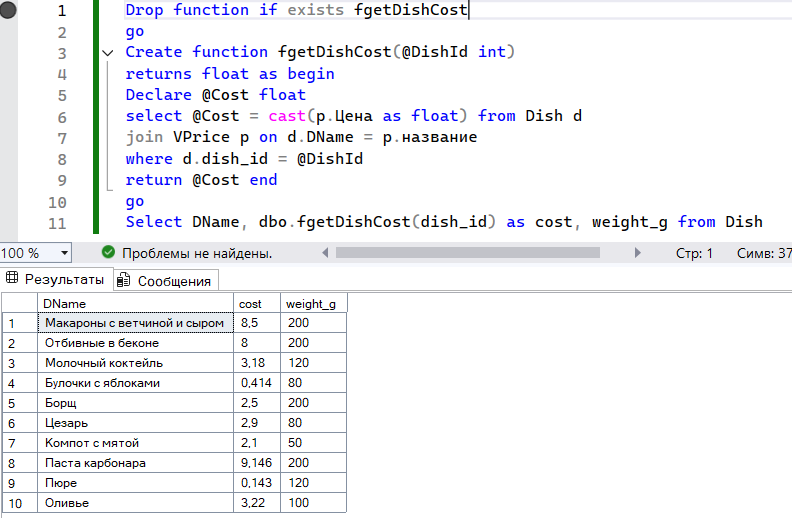 1 Drop function if exists fgetDishCost
2 go
3 Create function fgetDishCost(@DishId int)
4 returns float as begin
5 Declare @Cost float
6 select @Cost = cast(p.Цена as float) from Dish d
7 join VPrice p on d.DName = p.название
8 where d.dish_id = @DishId
9 return @Cost end
10 go
11 Select DName, dbo.fgetDishCost(dish_id) as cost, weight_g from Dish
100 % Проблемы не найдены. Стр: 1 Симв: 37
Результаты Сообщения
DName cost weight_g
1 Макароны с ветчиной и сыром 8,5 200
2 Отбивные в беконе 8 200
3 Молочный коктейль 3,18 120
4 Булочки с яблоками 0,414 80
5 Борщ 2,5 200
6 Цезарь 2,9 80
7 Компот с мятой 2,1 50
8 Паста карбонара 9,146 200
9 Пюре 0,143 120
10 Оливье 3,22 100